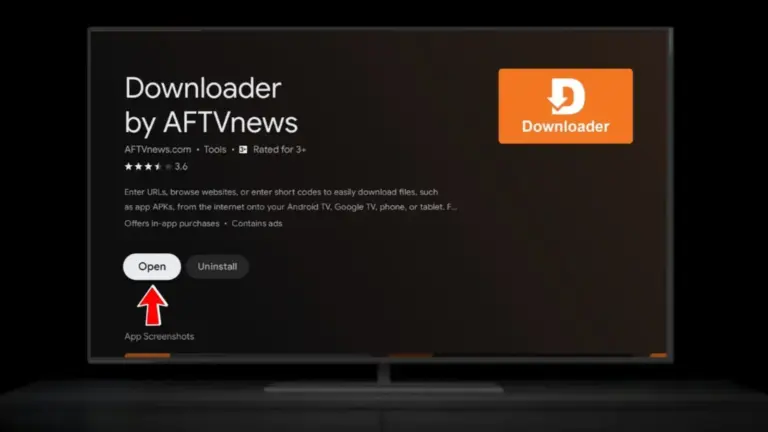 Downloader
by AFTVnews
AFTVnews.com • Tools • Rated for 3+
3.6
Enter URLs, browse websites, or enter short codes to easily download files, such
as app APKs, from the internet onto your Android TV, Google TV, phone, or tablet. F...
Offers in-app purchases • Contains ads
Open
Uninstall
App Screenshots
D
Downloader